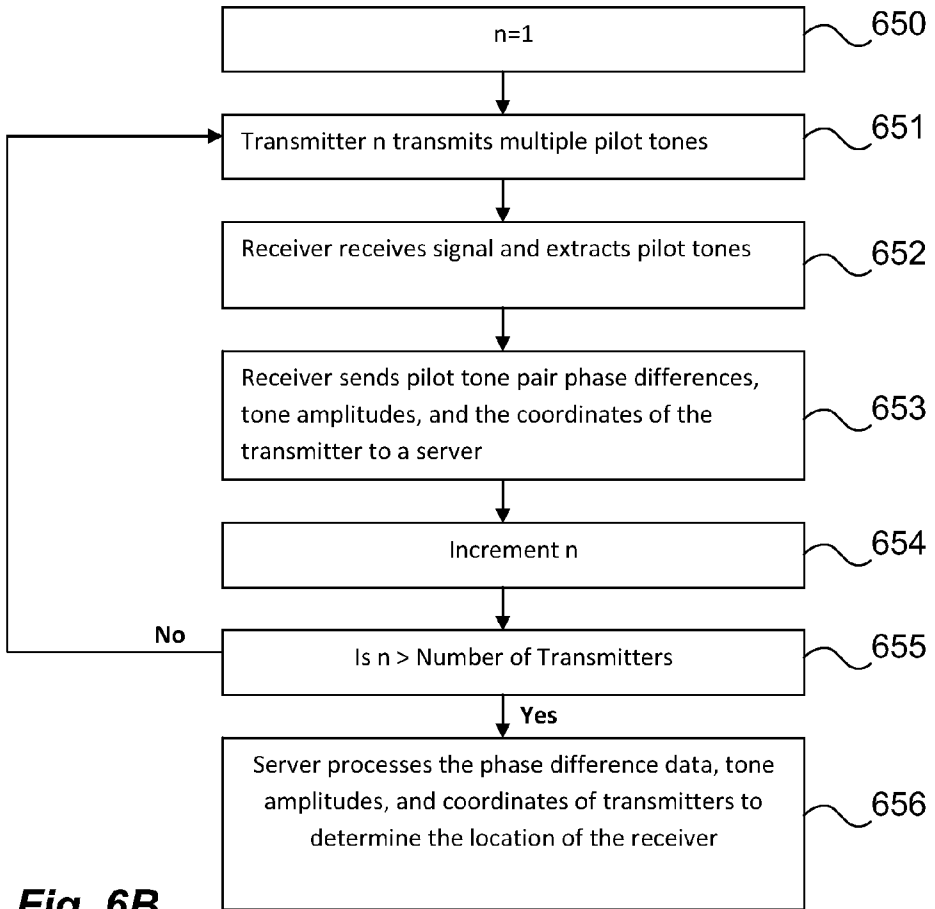 n=1
650
Transmitter n transmits multiple pilot tones
651
Receiver receives signal and extracts pilot tones
652
Receiver sends pilot tone pair phase differences,
tone amplitudes, and the coordinates of the
transmitter to a server
653
Increment n
654
No
Is n > Number of Transmitters
655
Yes
Server processes the phase difference data, tone
amplitudes, and coordinates of transmitters to
determine the location of the receiver
656
Fig. 6B